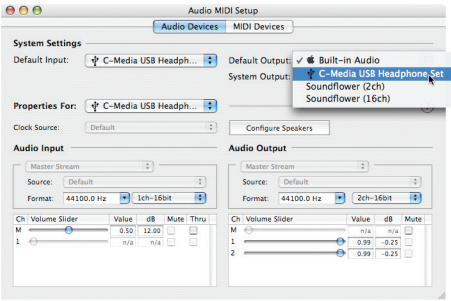 Audio MIDI Setup
Audio Devices MIDI Devices
System Settings
Default Input: C-Media USB Headph... Default Output: ✓ Built-in Audio
C-Media USB Headphone Set
System Output: Soundflower (2ch)
Soundflower (16ch)
Properties For: C-Media USB Headph...
Clock Source: Default Configure Speakers
Audio Input Audio Output
Master Stream Master Stream
Source: Default Source: Default
Format: 44100.0 Hz 1ch-16bit Format: 44100.0 Hz 2ch-16bit
Ch Volume Slider Value dB Mute Thru Ch Volume Slider Value dB Mute
M 0.50 12.00 M n/a n/a
1 n/a n/a 1 0.99 -0.25
2 0.99 -0.25